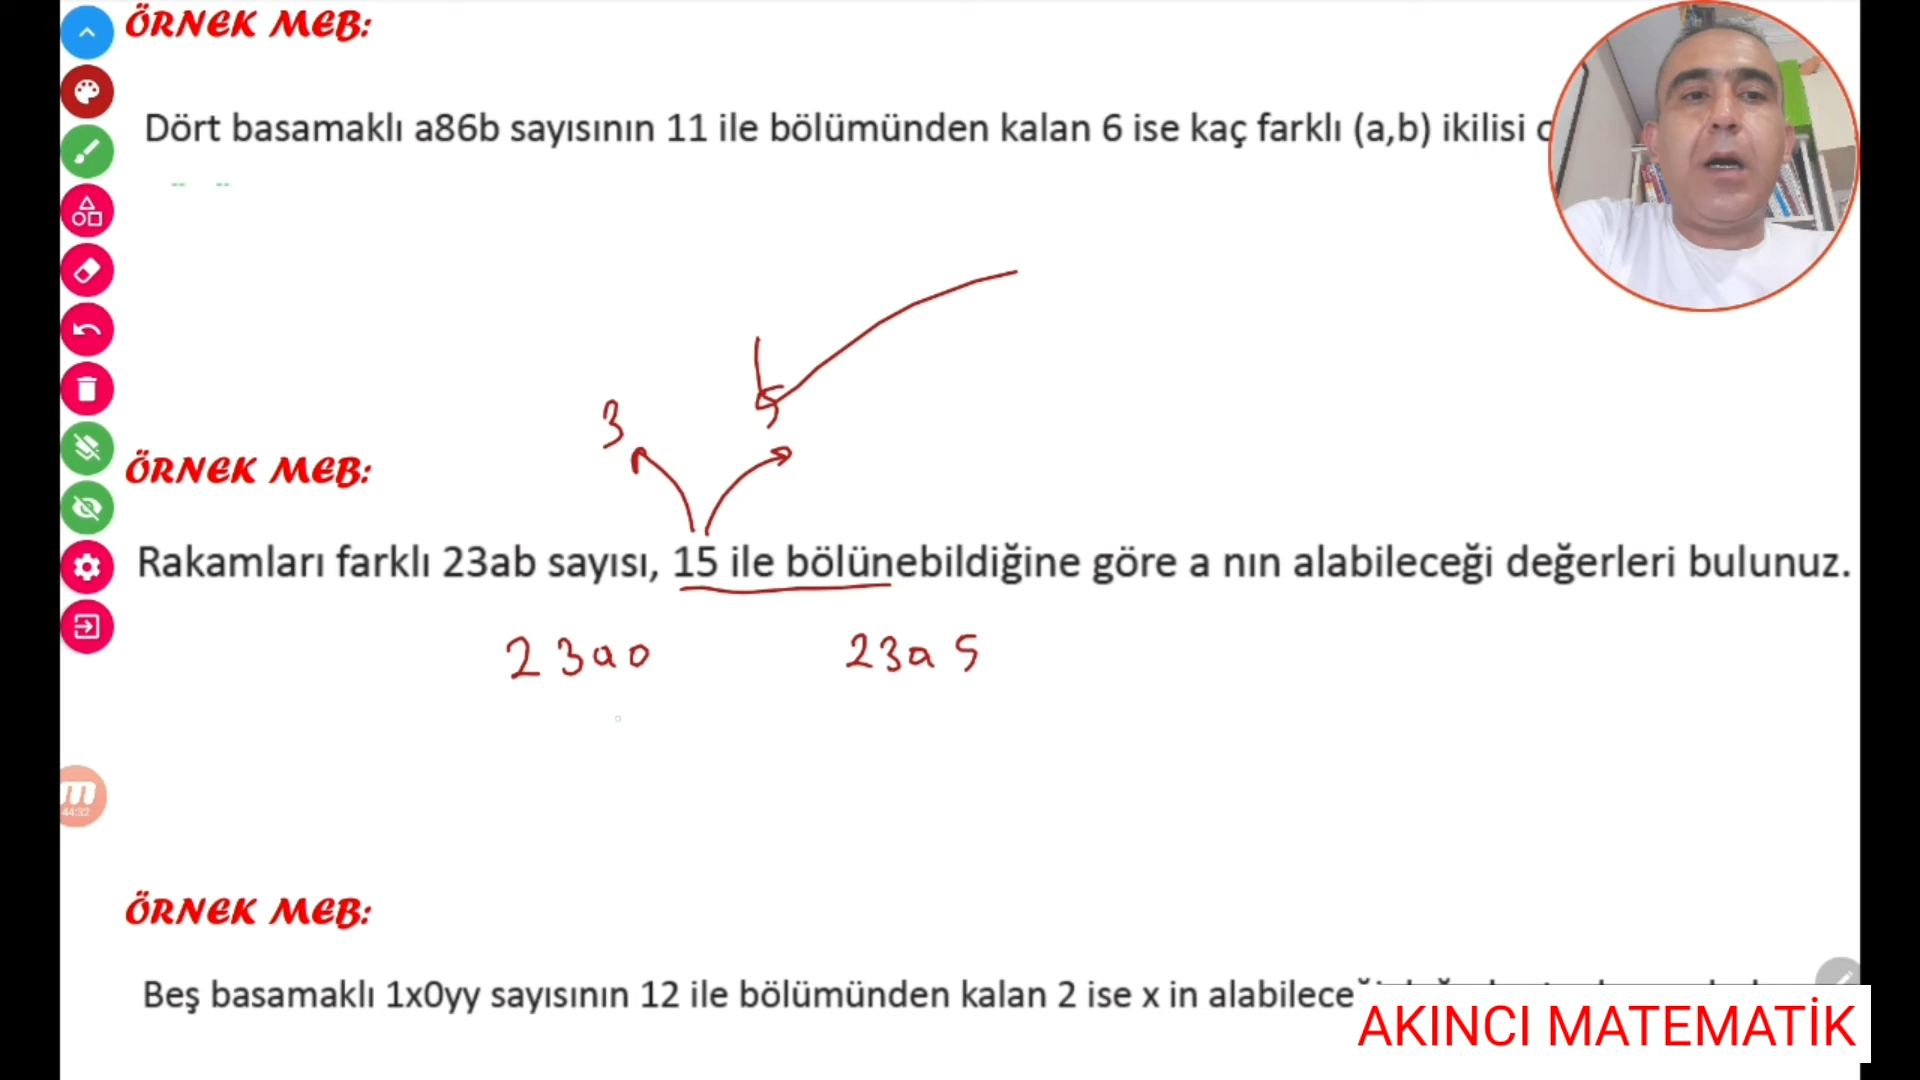 ÖRNEK MEB:
Dört basamaklı a86b sayısının 11 ile bölümünden kalan 6 ise kaç farklı (a,b) ikilisi
3 5
ÖRNEK MEB:
Rakamları farklı 23ab sayısı, 15 ile bölünebildiğine göre a nın alabileceği değerleri bulunuz.
23a0 23a5
m
44:32
ÖRNEK MEB:
Beş basamaklı 1x0yy sayısının 12 ile bölümünden kalan 2 ise x in
AKINCI MATEMATİK